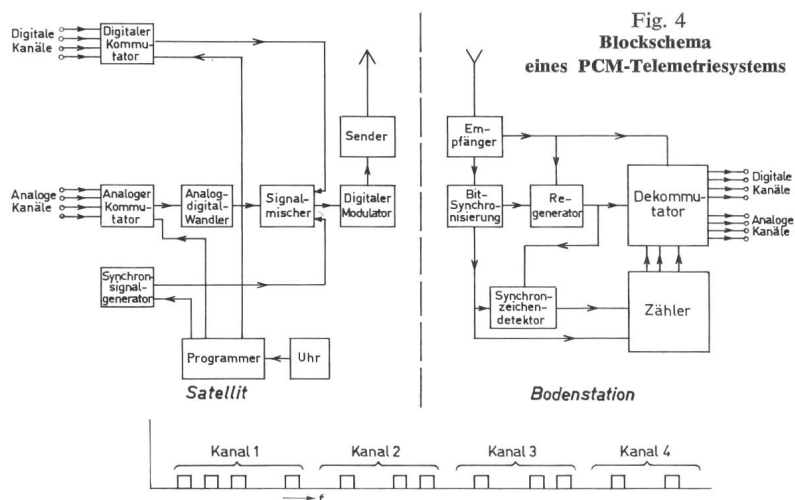 Fig. 4
Blockschema
eines PCM-Telemetriesystems
Digitale
Kanäle
Digitaler
Kommu-
tator
Sender
Analoge
Kanäle
Analoger
Kommu-
tator
Analog-
digital-
Wandler
Signal-
mischer
Digitaler
Modulator
Synchron-
signal-
generator
Programmer
Uhr
Satellit
Em-
pfänger
Bit-
Synchroni-
sierung
Re-
generator
Dekommu-
tator
Digitale
Kanäle
Analoge
Kanäle
Synchron-
zeichen-
detektor
Zähler
Bodenstation
Kanal 1
Kanal 2
Kanal 3
Kanal 4
t